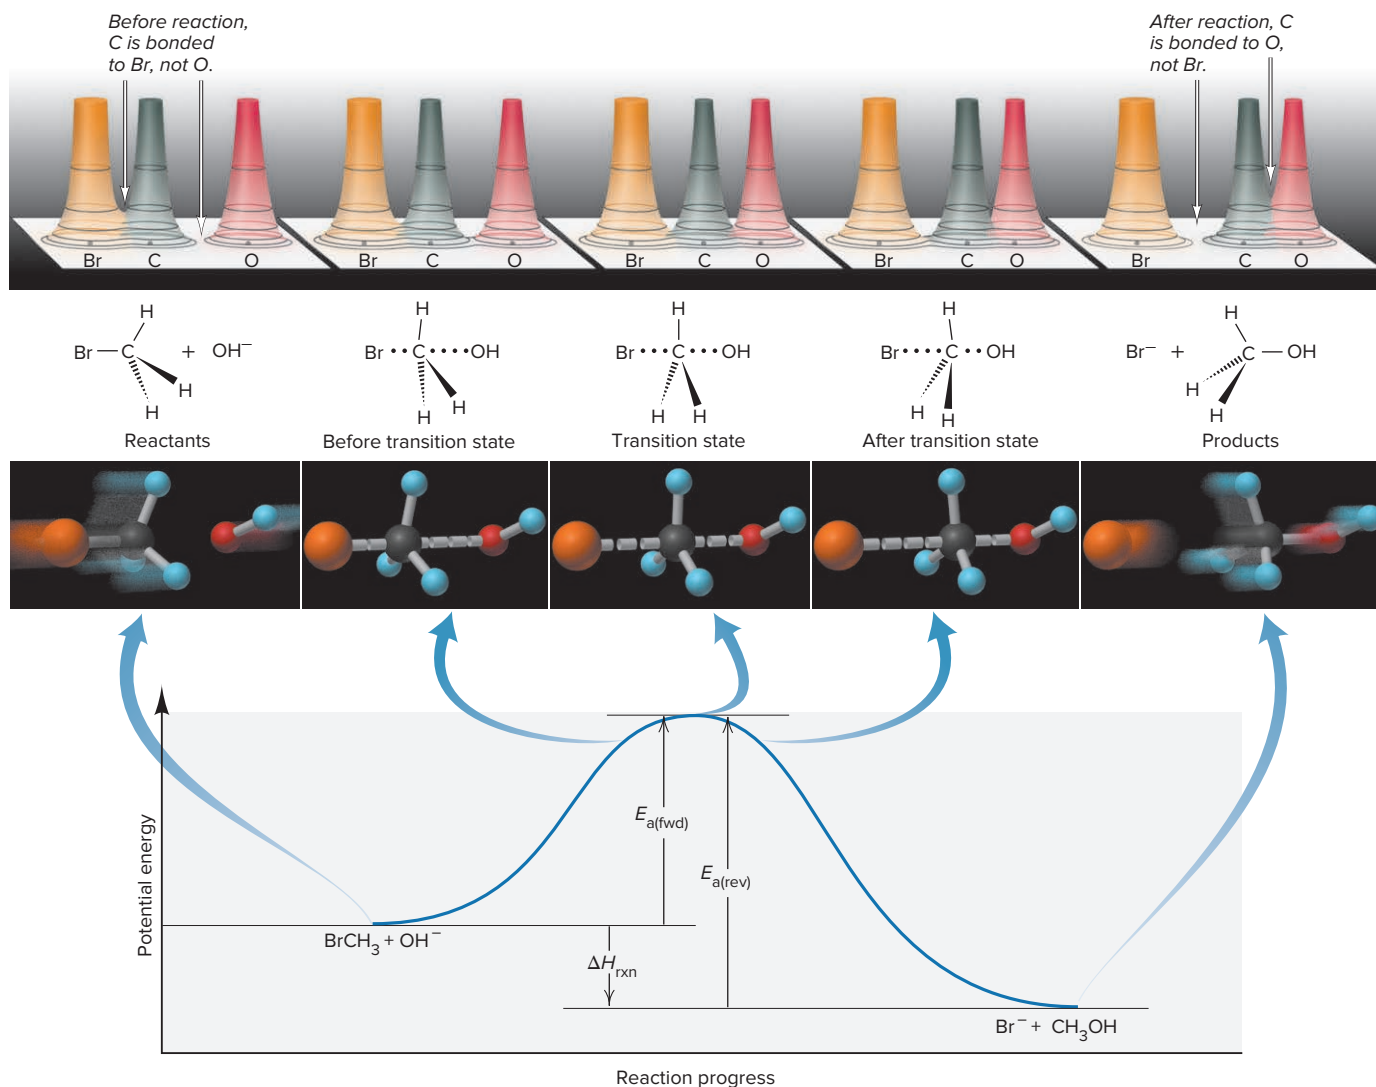 Before reaction,
C is bonded
to Br, not O.
After reaction, C
is bonded to O,
not Br.
Br C O
Br C O
Br C O
Br C O
Br C O
H
Br C + OH⁻
H
H
H
Br C OH
H
H
H
Br C OH
H
H
H
Br C OH
H
H
H
Br⁻ + C OH
H
H
Reactants
Before transition state
Transition state
After transition state
Products
Potential energy
E a(fwd)
E a(rev)
BrCH₃ + OH⁻
ΔH rxn
Br⁻ + CH₃OH
Reaction progress